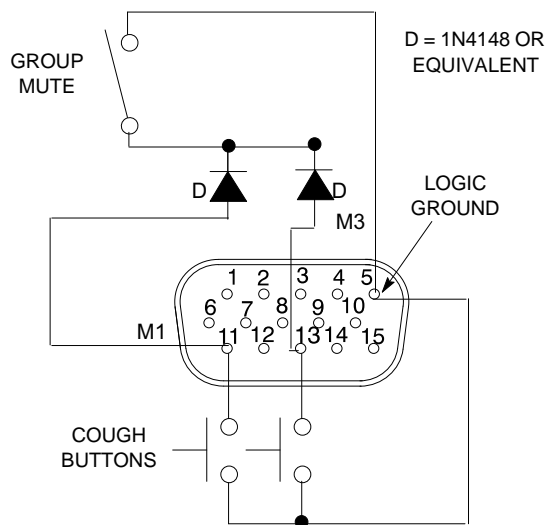 D = 1N4148 OR
EQUIVALENT
GROUP
MUTE
D
D
LOGIC
GROUND
M3
1 2 3 4 5
6 7 8 9 10
M1
11 12 13 14 15
COUGH
BUTTONS